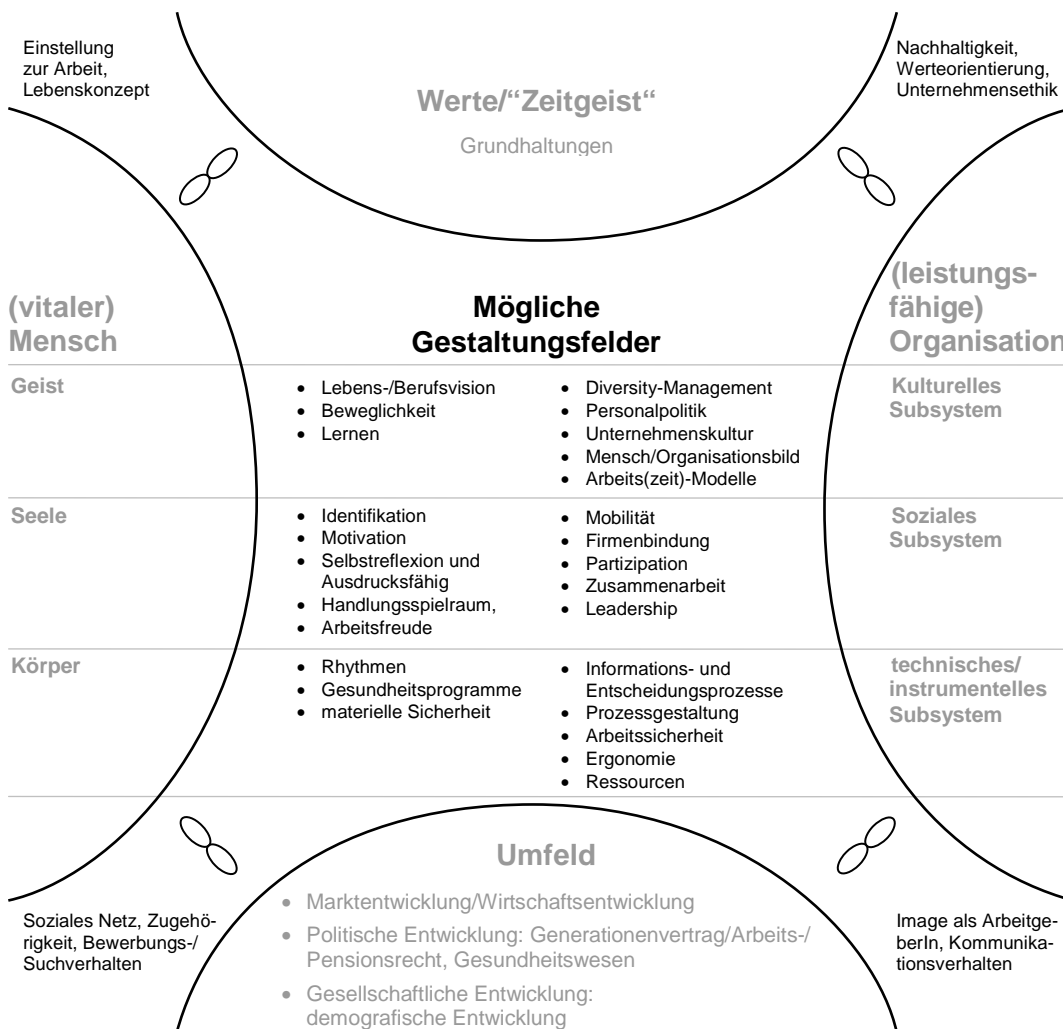 Einstellung
zur Arbeit,
Lebenskonzept
Werte/“Zeitgeist“
Grundhaltungen
Nachhaltigkeit,
Werteorientierung,
Unternehmensethik
(vitaler)
Mensch
Mögliche
Gestaltungsfelder
(leistungs-
fähige)
Organisation
Geist
• Lebens-/Berufsvision
• Beweglichkeit
• Lernen
• Diversity-Management
• Personalpolitik
• Unternehmenskultur
• Mensch/Organisationsbild
• Arbeits(zeit)-Modelle
Kulturelles
Subsystem
Seele
• Identifikation
• Motivation
• Selbstreflexion und
Ausdrucksfähig
• Handlungsspielraum,
• Arbeitsfreude
• Mobilität
• Firmenbindung
• Partizipation
• Zusammenarbeit
• Leadership
Soziales
Subsystem
Körper
• Rhythmen
• Gesundheitsprogramme
• materielle Sicherheit
• Informations- und
Entscheidungsprozesse
• Prozessgestaltung
• Arbeitssicherheit
• Ergonomie
• Ressourcen
technisches/
instrumentelles
Subsystem
Umfeld
• Marktentwicklung/Wirtschaftsentwicklung
• Politische Entwicklung: Generationenvertrag/Arbeits-/
Pensionsrecht, Gesundheitswesen
• Gesellschaftliche Entwicklung:
demografische Entwicklung
Soziales Netz, Zugehö-
rigkeit, Bewerbungs-/
Suchverhalten
Image als Arbeitge-
berIn, Kommunika-
tionsverhalten